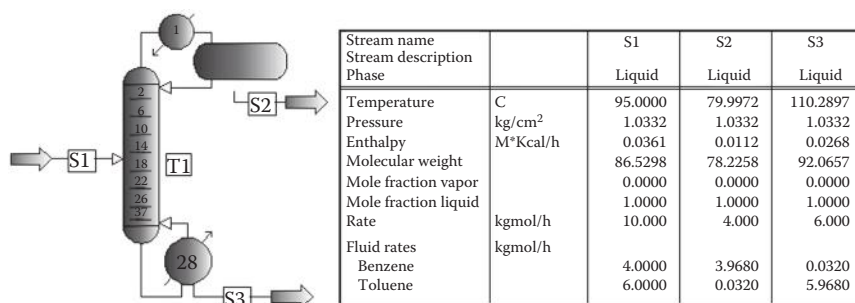 1
2
6
10
14
18
22
26
37
28
S1
T1
S2
S3
Stream name S1 S2 S3
Stream description
Phase Liquid Liquid Liquid
Temperature C 95.0000 79.9972 110.2897
Pressure kg/cm² 1.0332 1.0332 1.0332
Enthalpy M*Kcal/h 0.0361 0.0112 0.0268
Molecular weight 86.5298 78.2258 92.0657
Mole fraction vapor 0.0000 0.0000 0.0000
Mole fraction liquid 1.0000 1.0000 1.0000
Rate kgmol/h 10.000 4.000 6.000
Fluid rates kgmol/h
Benzene 4.0000 3.9680 0.0320
Toluene 6.0000 0.0320 5.9680